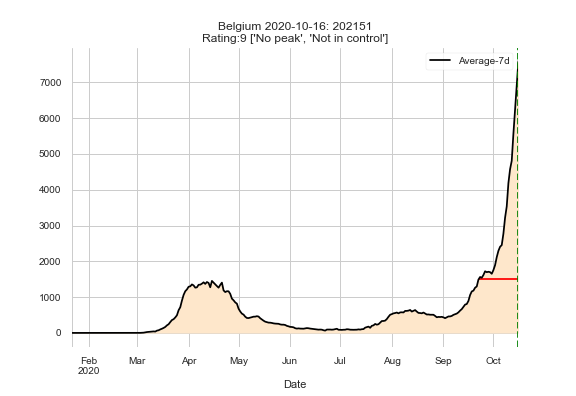 Belgium 2020-10-16: 202151
Rating:9 ['No peak', 'Not in control']
Average-7d
7000
6000
5000
4000
3000
2000
1000
0
Feb Mar Apr May Jun Jul Aug Sep Oct
2020
Date